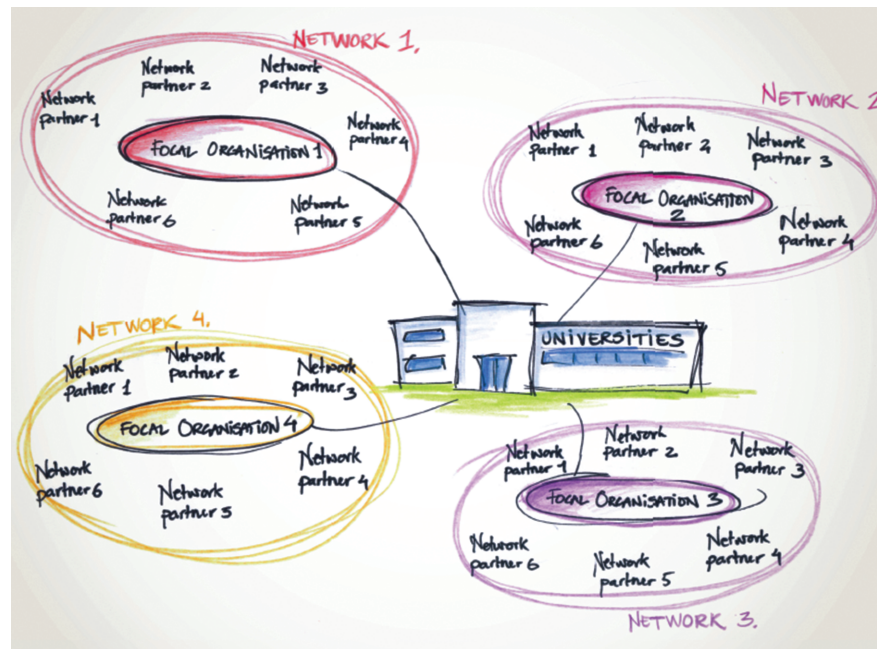 NETWORK 1.
Network
partner 1
Network
partner 2
Network
partner 3
Network
partner 4
FOCAL ORGANISATION 1
Network
partner 6
Network
partner 5
NETWORK 2
Network
partner 1
Network
partner 2
Network
partner 3
FOCAL ORGANISATION
2
Network
partner 6
Network
partner 5
Network
partner 4
UNIVERSITIES
NETWORK 4.
Network
partner 1
Network
partner 2
Network
partner 3
FOCAL ORGANISATION 4
Network
partner 6
Network
partner 5
Network
partner 4
Network
partner 1
Network
partner 2
Network
partner 3
FOCAL ORGANISATION 3
Network
partner 6
Network
partner 5
Network
partner 4
NETWORK 3.